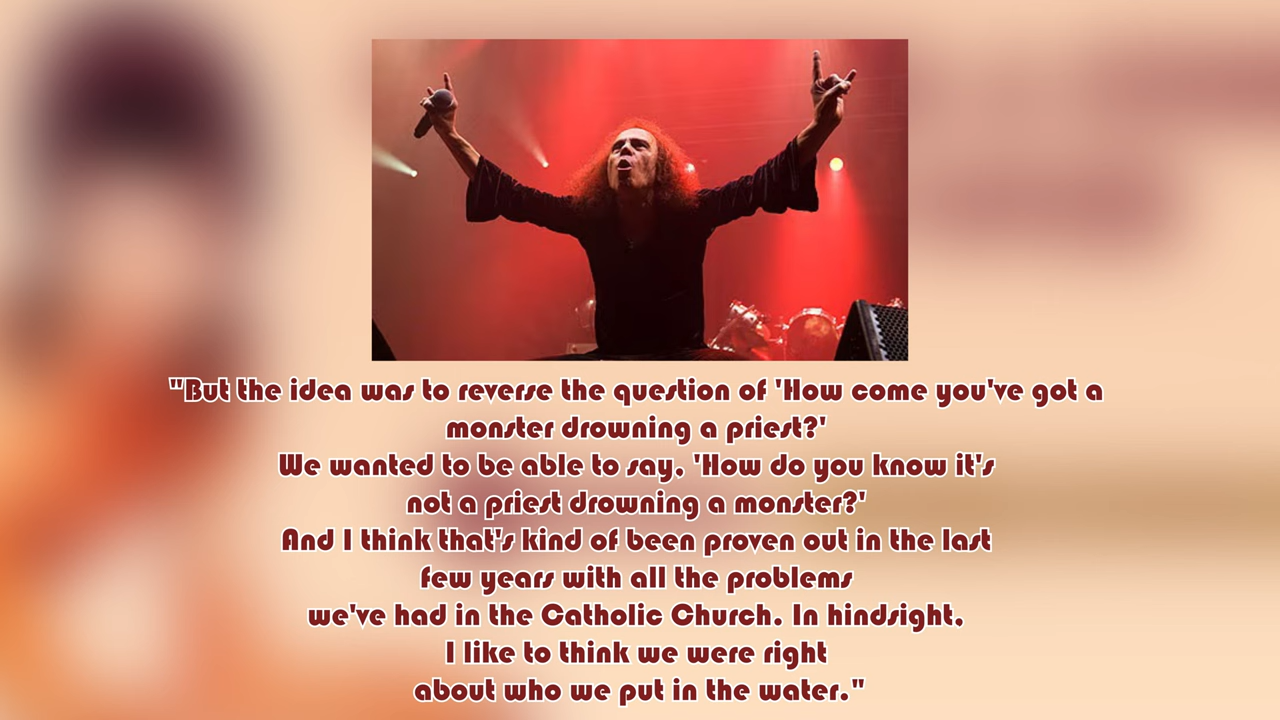 "But the idea was to reverse the question of 'How come you've got a
monster drowning a priest?'
We wanted to be able to say, 'How do you know it's
not a priest drowning a monster?'
And I think that's kind of been proven out in the last
few years with all the problems
we've had in the Catholic Church. In hindsight,
I like to think we were right
about who we put in the water."